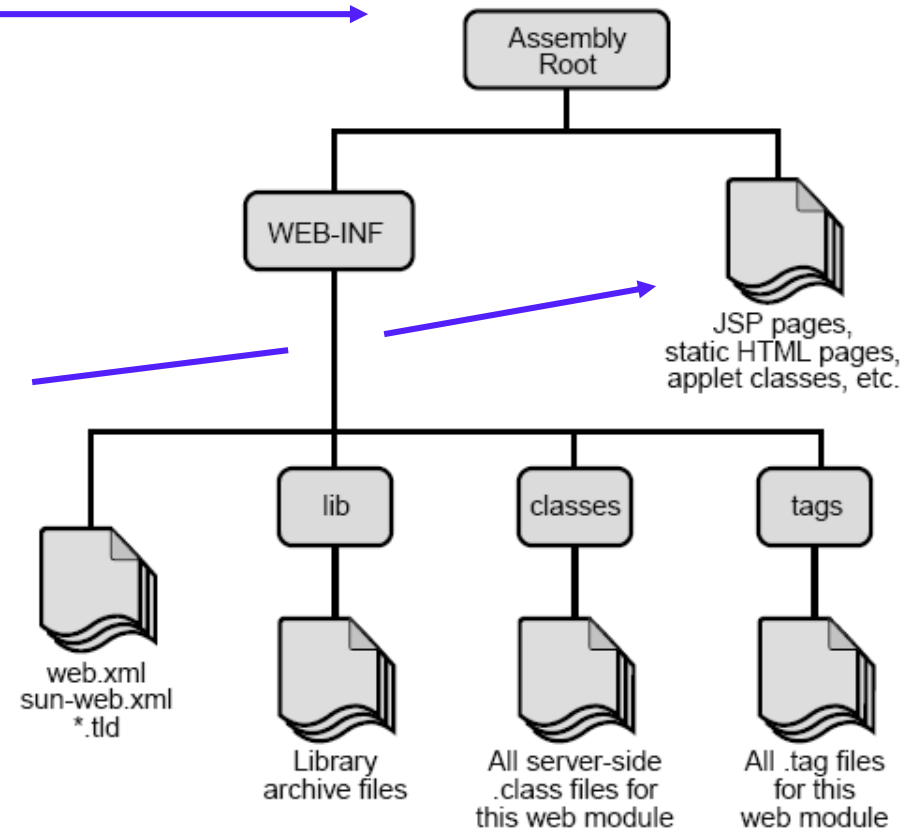 Assembly
Root
WEB-INF
JSP pages,
static HTML pages,
applet classes, etc.
lib
classes
tags
web.xml
sun-web.xml
*.tld
Library
archive files
All server-side
.class files for
this web module
All .tag files
for this
web module